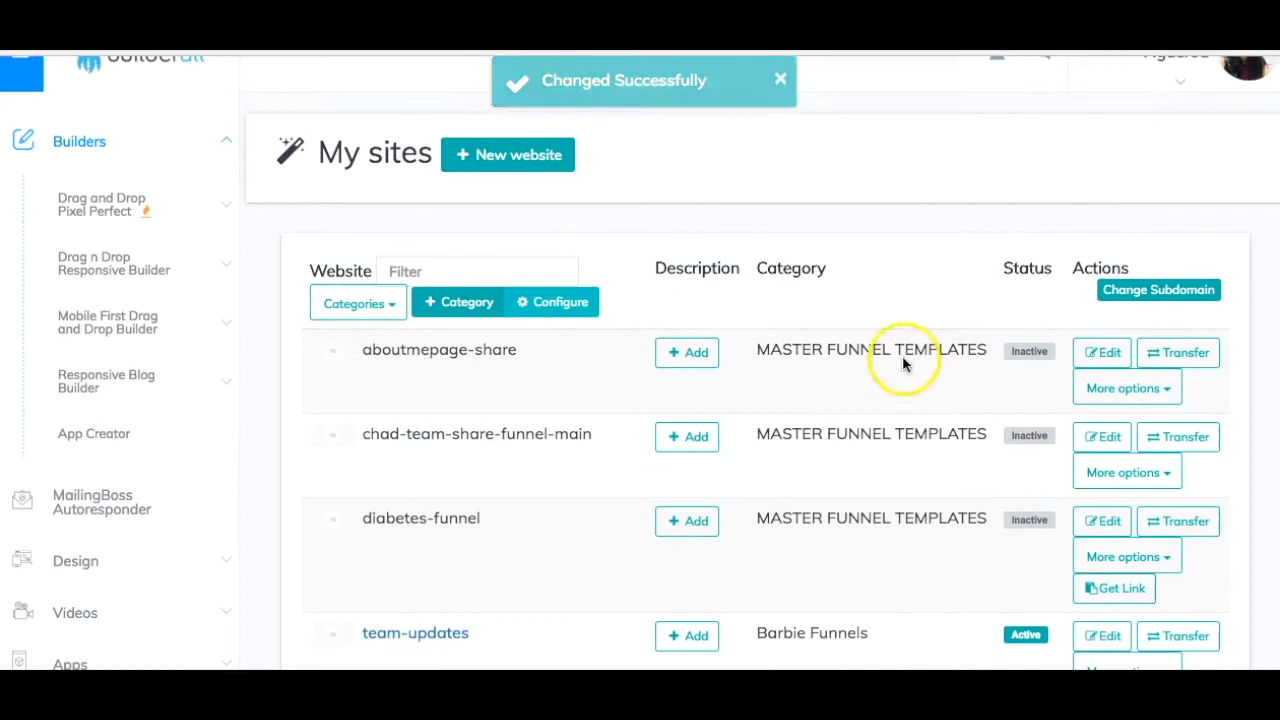 Changed Successfully
Builders
Drag and Drop
Pixel Perfect
Drag n Drop
Responsive Builder
Mobile First Drag
and Drop Builder
Responsive Blog
Builder
App Creator
MailingBoss
Autoresponder
Design
Videos
Apps
My sites
+ New website
Website
Filter
Description
Category
Status
Actions
Categories
+ Category
Configure
Change Subdomain
aboutmepage-share
+ Add
MASTER FUNNEL TEMPLATES
Inactive
Edit
Transfer
More options
chad-team-share-funnel-main
+ Add
MASTER FUNNEL TEMPLATES
Inactive
Edit
Transfer
More options
diabetes-funnel
+ Add
MASTER FUNNEL TEMPLATES
Inactive
Edit
Transfer
More options
Get Link
team-updates
+ Add
Barbie Funnels
Active
Edit
Transfer